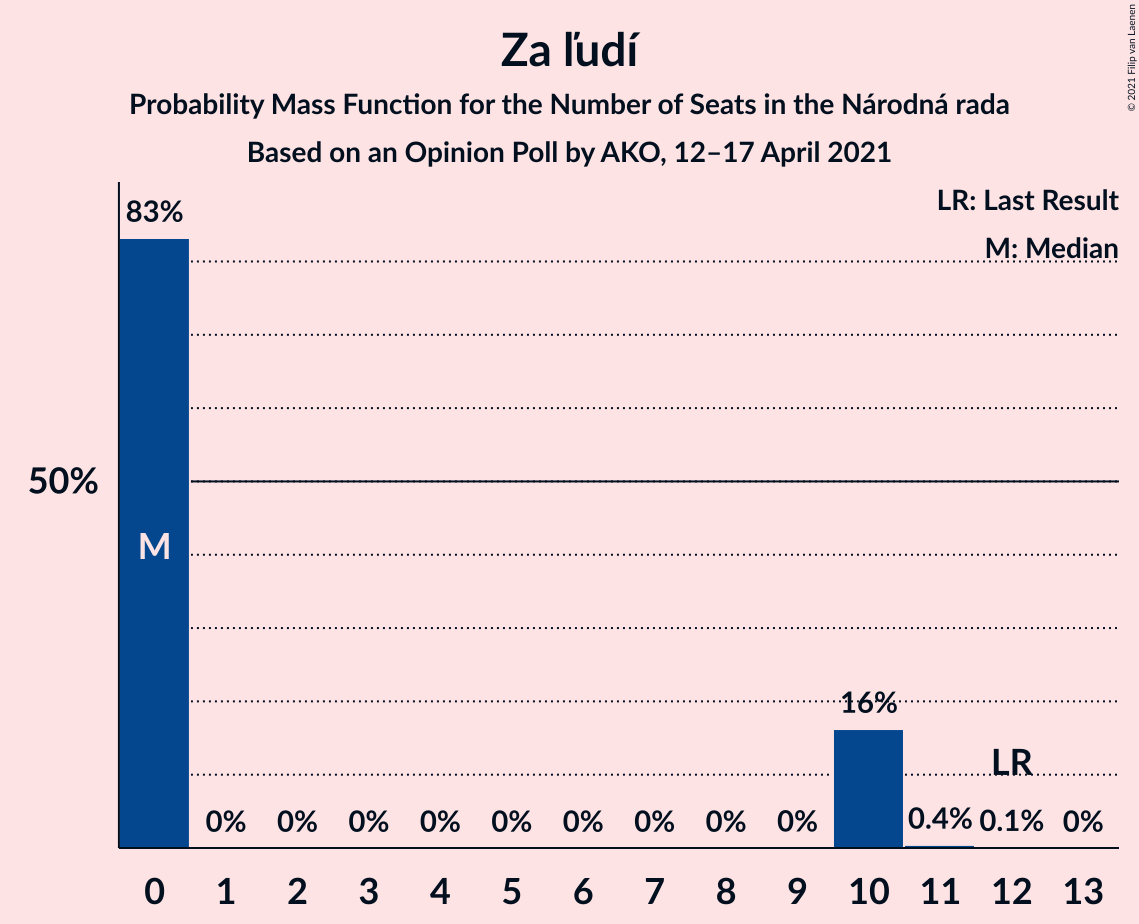 Za ľudí
Probability Mass Function for the Number of Seats in the Národná rada
Based on an Opinion Poll by AKO, 12–17 April 2021
© 2021 Filip van Laenen
LR: Last Result
M: Median
83%
50%
M
16%
LR
0% 0% 0% 0% 0% 0% 0% 0% 0% 0.4% 0.1% 0%
0 1 2 3 4 5 6 7 8 9 10 11 12 13